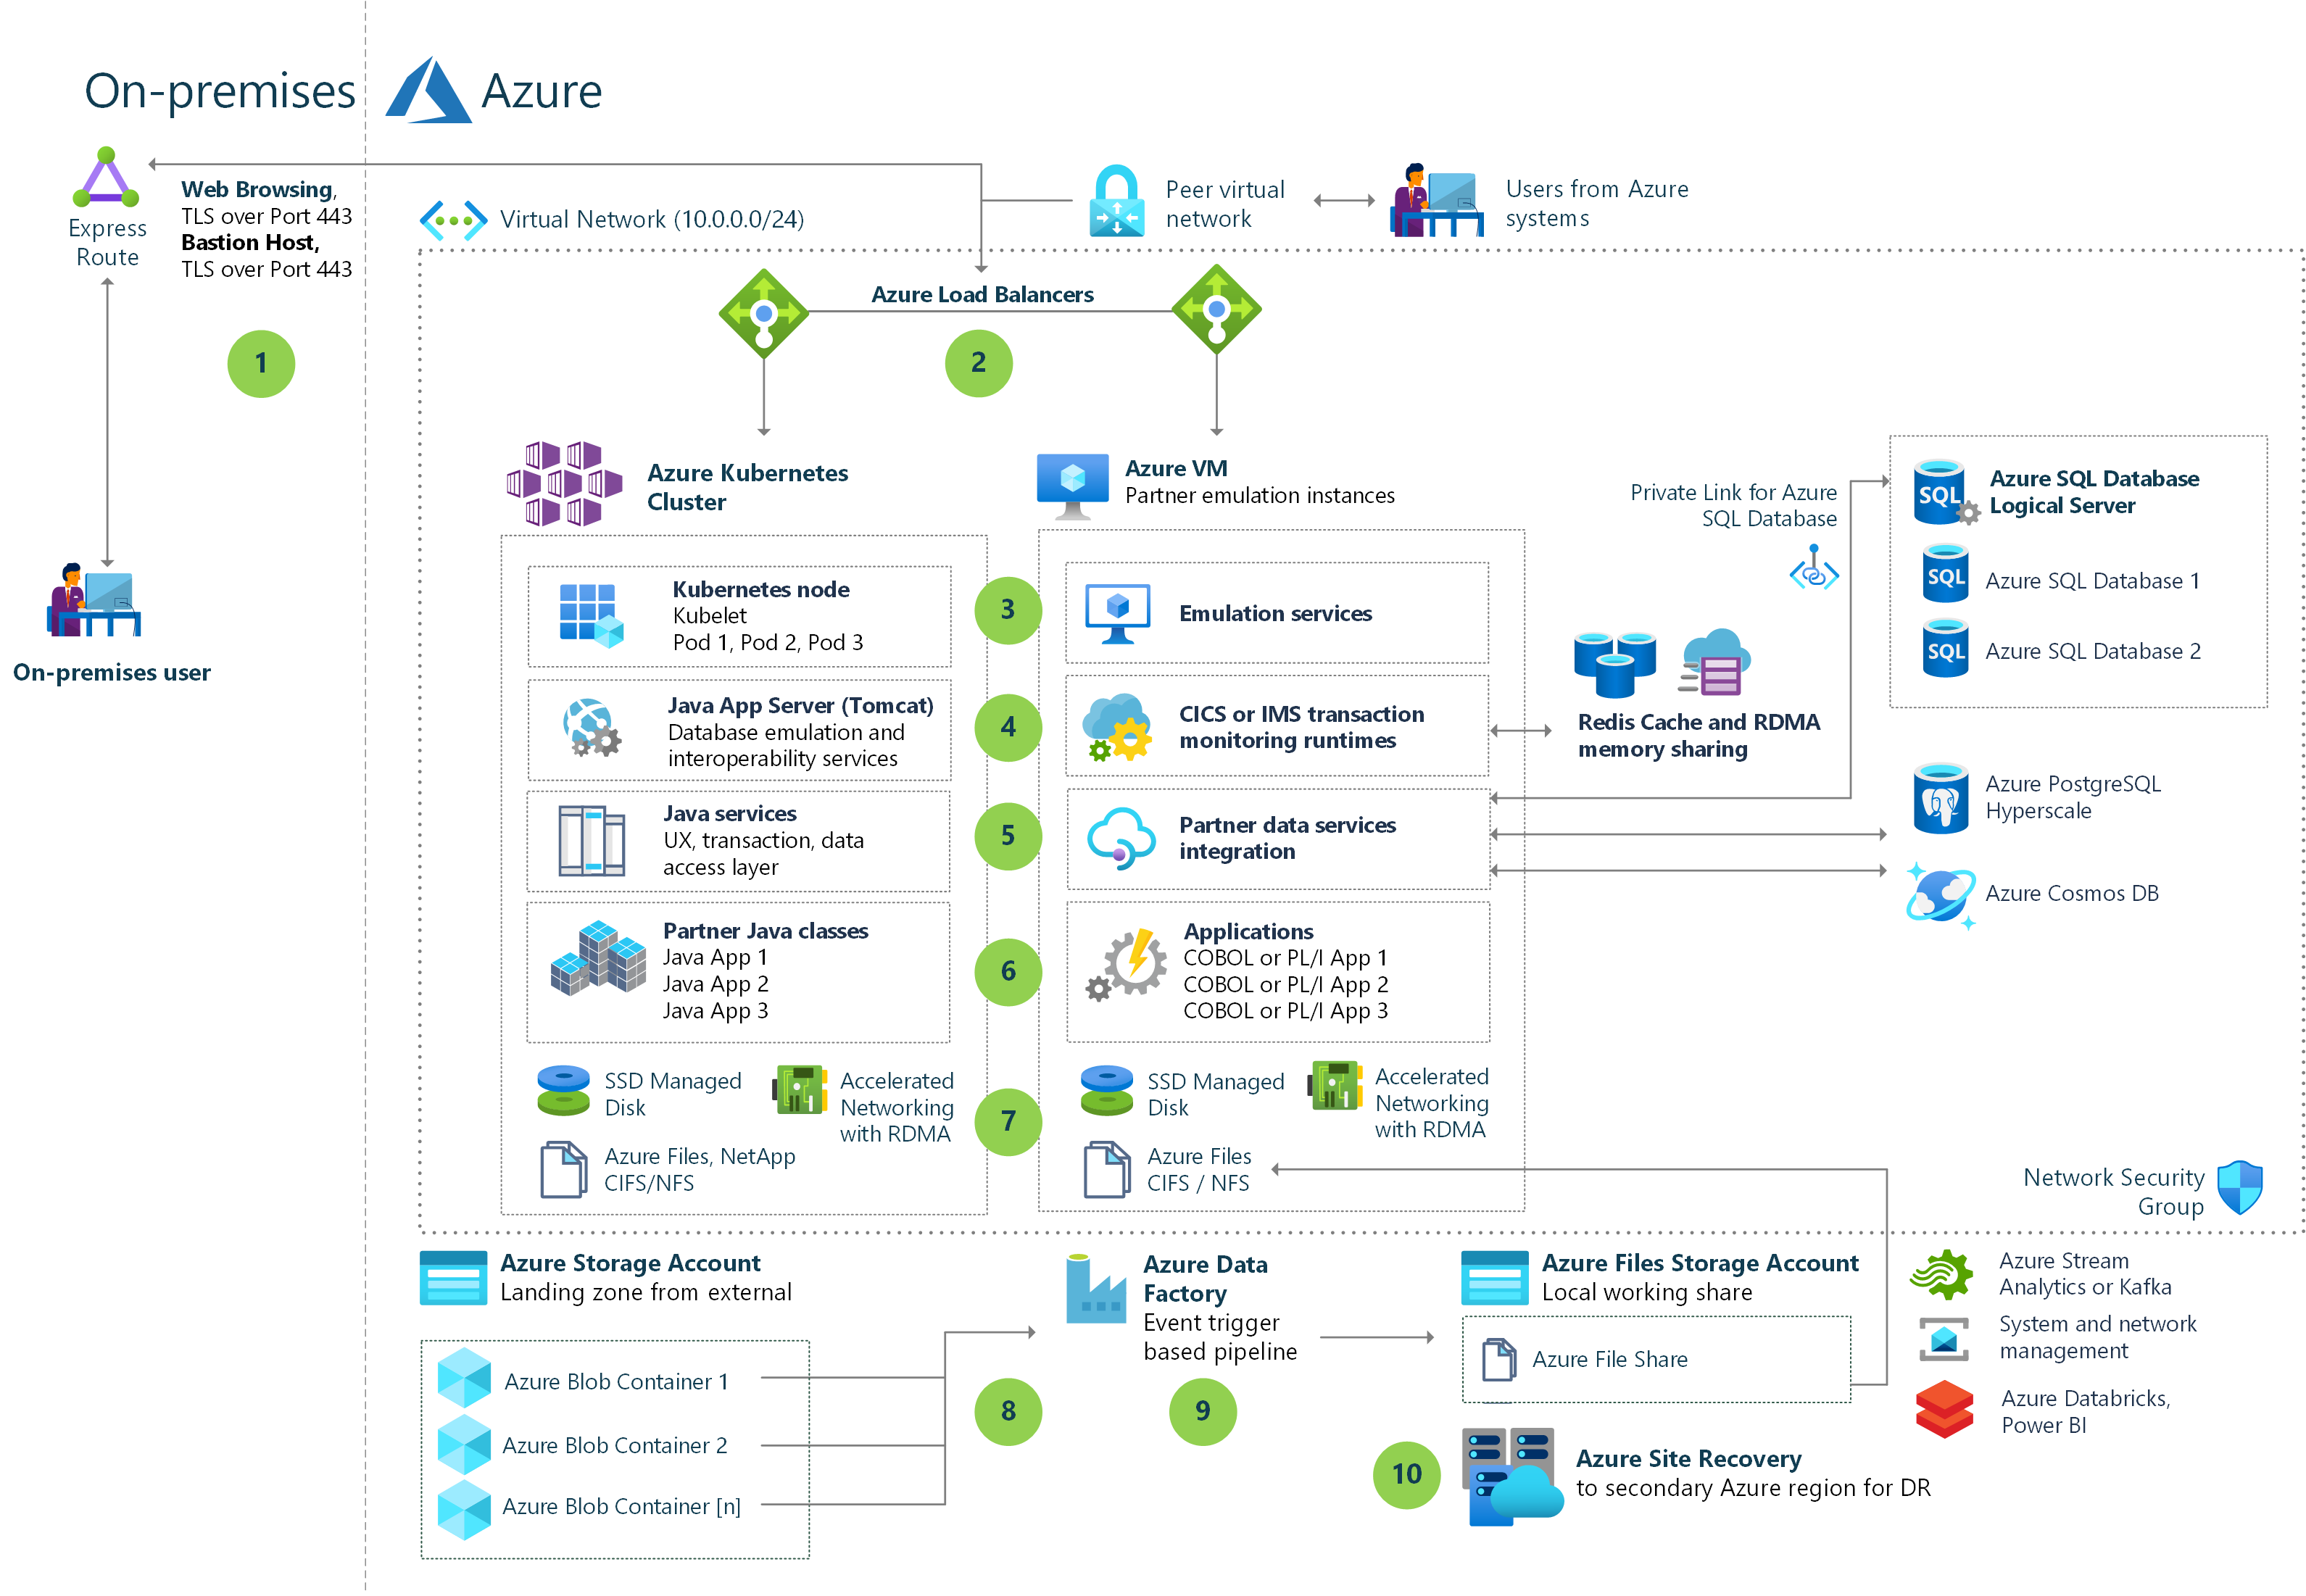 On-premises
Azure
Express
Route
Web Browsing,
TLS over Port 443
Bastion Host,
TLS over Port 443
1
On-premises user
Virtual Network (10.0.0.0/24)
Peer virtual
network
Users from Azure
systems
Azure Load Balancers
2
Azure Kubernetes
Cluster
Kubernetes node
Kubelet
Pod 1, Pod 2, Pod 3
Java App Server (Tomcat)
Database emulation and
interoperability services
Java services
UX, transaction, data
access layer
Partner Java classes
Java App 1
Java App 2
Java App 3
SSD Managed
Disk
Accelerated
Networking
with RDMA
Azure Files, NetApp
CIFS/NFS
3
4
5
6
7
Azure VM
Partner emulation instances
Emulation services
CICS or IMS transaction
monitoring runtimes
Partner data services
integration
Applications
COBOL or PL/I App 1
COBOL or PL/I App 2
COBOL or PL/I App 3
SSD Managed
Disk
Accelerated
Networking
with RDMA
Azure Files
CIFS / NFS
Redis Cache and RDMA
memory sharing
Private Link for Azure
SQL Database
SQL
Azure SQL Database
Logical Server
SQL
Azure SQL Database 1
SQL
Azure SQL Database 2
Azure PostgreSQL
Hyperscale
Azure Cosmos DB
Network Security
Group
Azure Storage Account
Landing zone from external
Azure Blob Container 1
Azure Blob Container 2
Azure Blob Container [n]
8
Azure Data
Factory
Event trigger
based pipeline
9
Azure Files Storage Account
Local working share
Azure File Share
10
Azure Site Recovery
to secondary Azure region for DR
Azure Stream
Analytics or Kafka
System and network
management
Azure Databricks,
Power BI